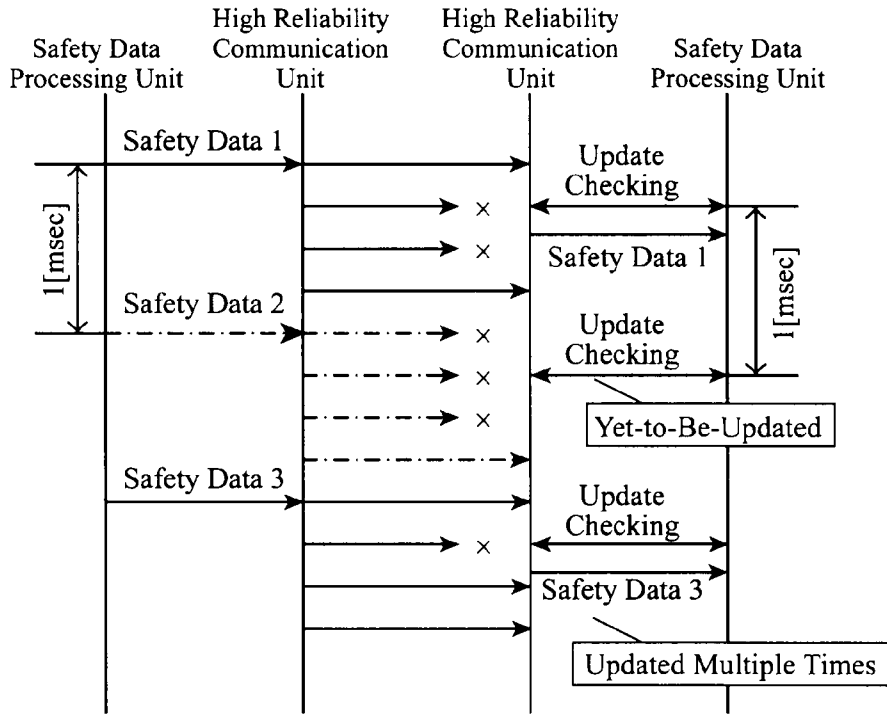 Safety Data
Processing Unit
High Reliability
Communication
Unit
High Reliability
Communication
Unit
Safety Data
Processing Unit
Safety Data 1
Update
Checking
×
1[msec]
×
Safety Data 1
1[msec]
Safety Data 2
×
Update
Checking
×
×
Yet-to-Be-Updated
Safety Data 3
Update
Checking
×
Safety Data 3
Updated Multiple Times